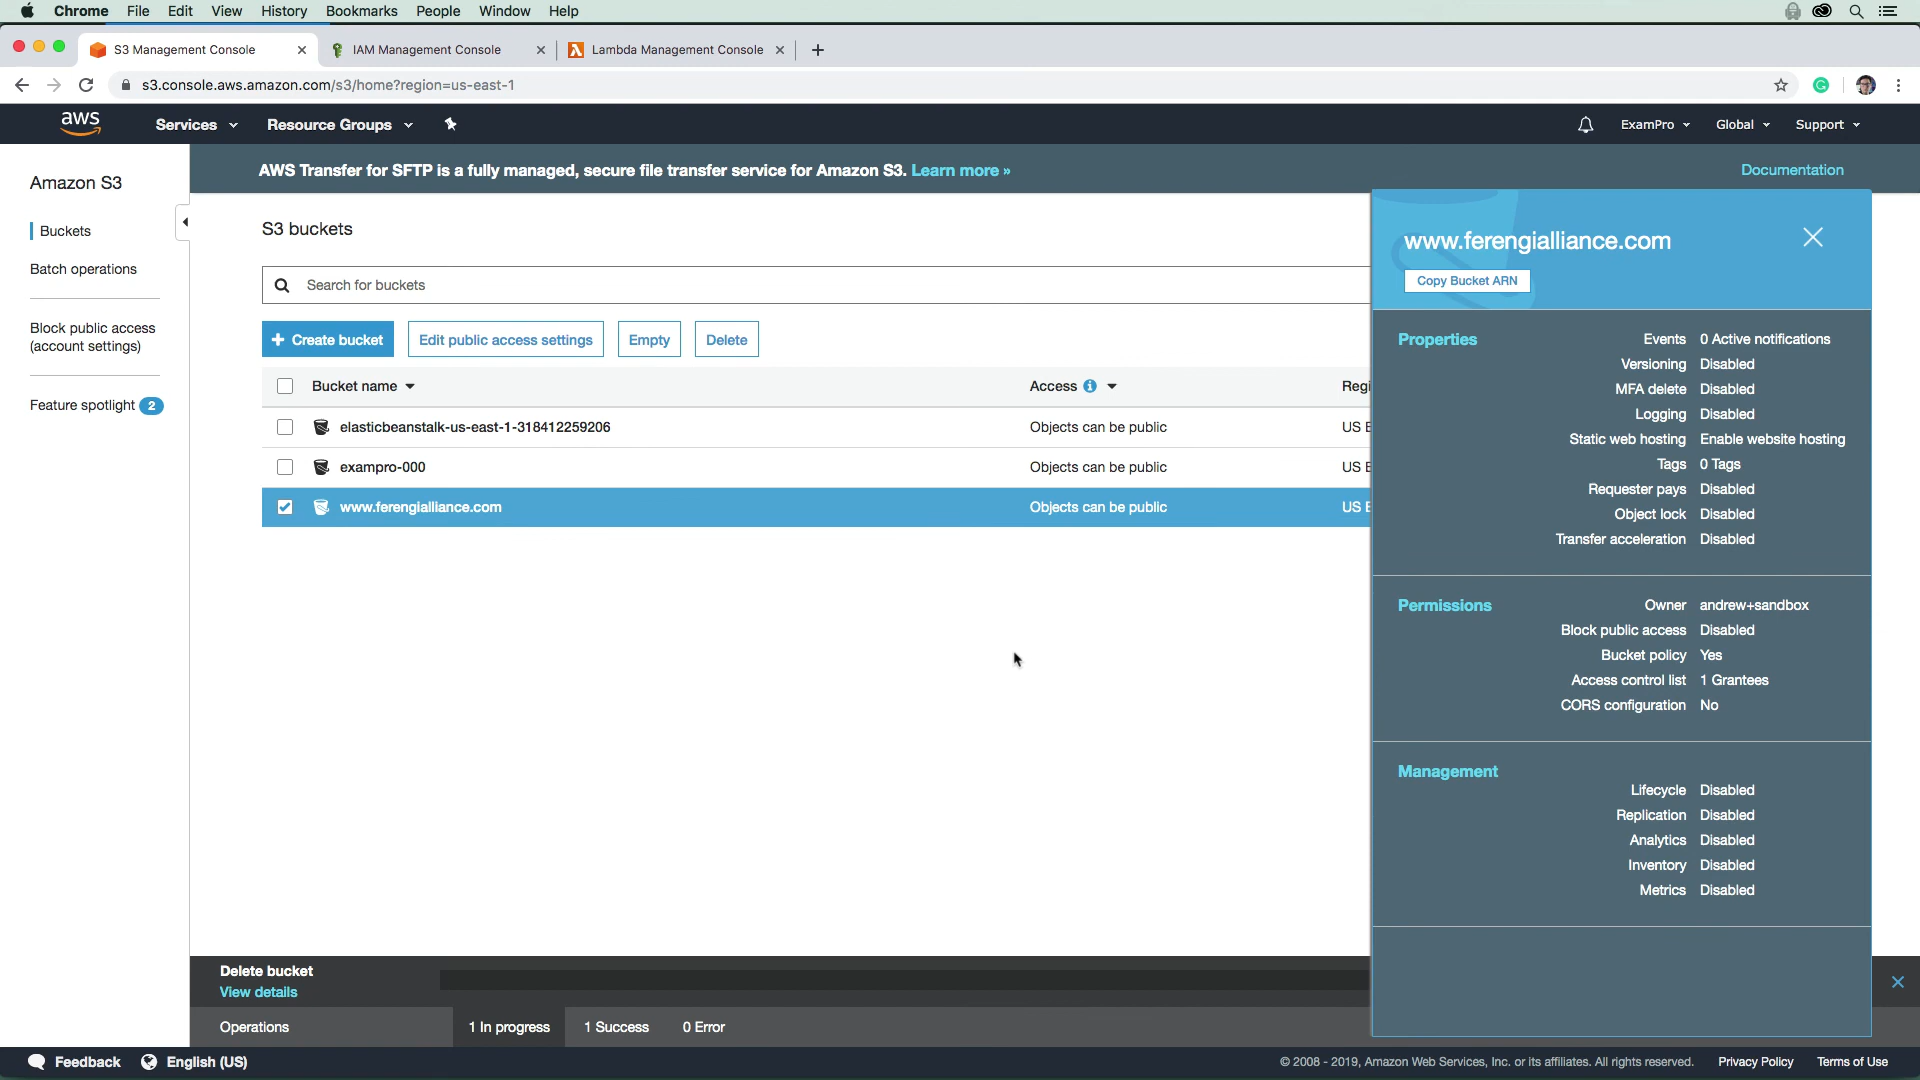 Chrome File Edit View History Bookmarks People Window Help
S3 Management Console
IAM Management Console
Lambda Management Console
s3.console.aws.amazon.com/s3/home?region=us-east-1
aws
Services
Resource Groups
ExamPro
Global
Support
AWS Transfer for SFTP is a fully managed, secure file transfer service for Amazon S3. Learn more »
Documentation
Amazon S3
Buckets
Batch operations
Block public access
(account settings)
Feature spotlight 2
S3 buckets
Search for buckets
+ Create bucket
Edit public access settings
Empty
Delete
Bucket name
Access
Regi
elasticbeanstalk-us-east-1-318412259206
Objects can be public
US E
exampro-000
Objects can be public
US E
www.ferengialliance.com
Objects can be public
US E
www.ferengialliance.com
Copy Bucket ARN
Properties
Events 0 Active notifications
Versioning Disabled
MFA delete Disabled
Logging Disabled
Static web hosting Enable website hosting
Tags 0 Tags
Requester pays Disabled
Object lock Disabled
Transfer acceleration Disabled
Permissions
Owner andrew+sandbox
Block public access Disabled
Bucket policy Yes
Access control list 1 Grantees
CORS configuration No
Management
Lifecycle Disabled
Replication Disabled
Analytics Disabled
Inventory Disabled
Metrics Disabled
Delete bucket
View details
Operations
1 In progress
1 Success
0 Error
Feedback
English (US)
© 2008 - 2019, Amazon Web Services, Inc. or its affiliates. All rights reserved.
Privacy Policy
Terms of Use